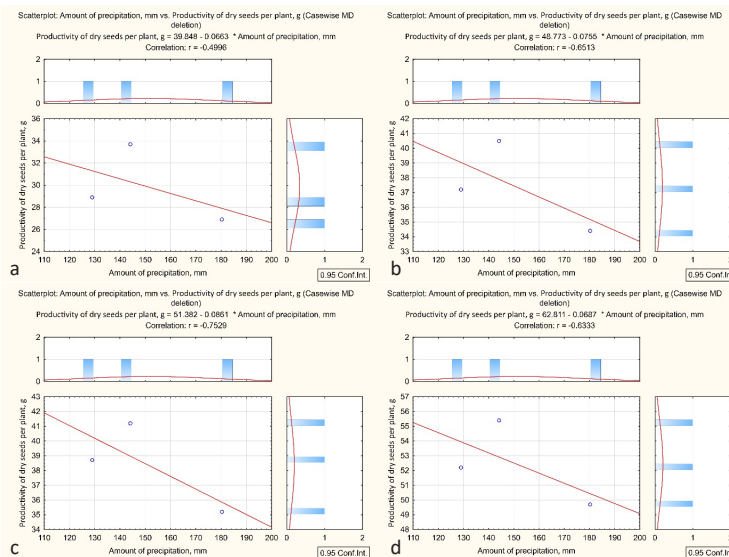 Scatterplot: Amount of precipitation, mm vs. Productivity of dry seeds per plant, g (Casewise MD
deletion)
Productivity of dry seeds per plant, g = 39.848 - 0.0663 * Amount of precipitation, mm
Correlation: r = -0.4996
2
1
0
36
34
32
30
28
26
24
Productivity of dry seeds per plant, g
110 120 130 140 150 160 170 180 190 200
0 1 2
Amount of precipitation, mm
0.95 Conf.Int.
a
Scatterplot: Amount of precipitation, mm vs. Productivity of dry seeds per plant, g (Casewise MD
deletion)
Productivity of dry seeds per plant, g = 48.773 - 0.0755 * Amount of precipitation, mm
Correlation: r = -0.6513
2
1
0
42
40
39
38
37
36
35
34
33
Productivity of dry seeds per plant, g
110 120 130 140 150 160 170 180 190 200
0 1 2
Amount of precipitation, mm
0.95 Conf.Int.
b
Scatterplot: Amount of precipitation, mm vs. Productivity of dry seeds per plant, g (Casewise MD
deletion)
Productivity of dry seeds per plant, g = 51.382 - 0.0861 * Amount of precipitation, mm
Correlation: r = -0.7529
2
1
0
43
42
41
40
39
38
37
36
35
34
Productivity of dry seeds per plant, g
110 120 130 140 150 160 170 180 190 200
0 1 2
Amount of precipitation, mm
0.95 Conf.Int.
c
Scatterplot: Amount of precipitation, mm vs. Productivity of dry seeds per plant, g (Casewise MD
deletion)
Productivity of dry seeds per plant, g = 62.811 - 0.0687 * Amount of precipitation, mm
Correlation: r = -0.6333
2
1
0
57
56
55
54
53
52
51
50
49
48
Productivity of dry seeds per plant, g
110 120 130 140 150 160 170 180 190 200
0 1 2
Amount of precipitation, mm
0.95 Conf.Int.
d